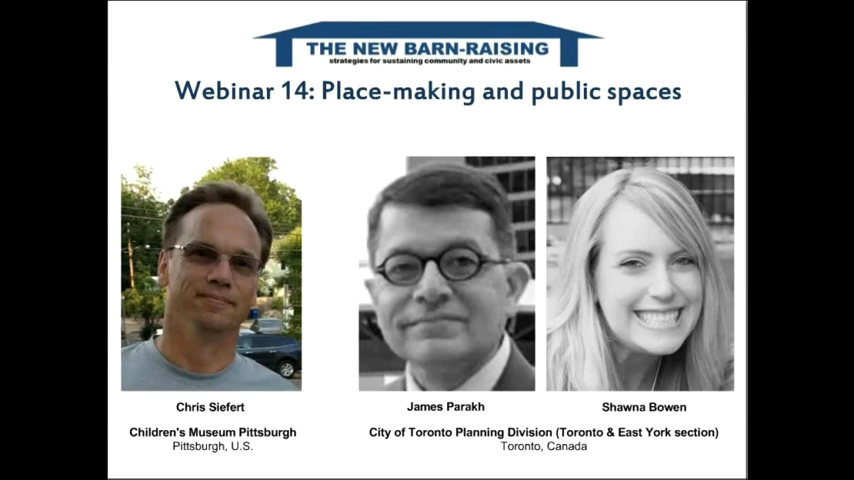 THE NEW BARN-RAISING
strategies for sustaining community and civic assets
Webinar 14: Place-making and public spaces
Chris Siefert
James Parakh
Shawna Bowen
Children's Museum Pittsburgh
City of Toronto Planning Division (Toronto & East York section)
Pittsburgh, U.S.
Toronto, Canada